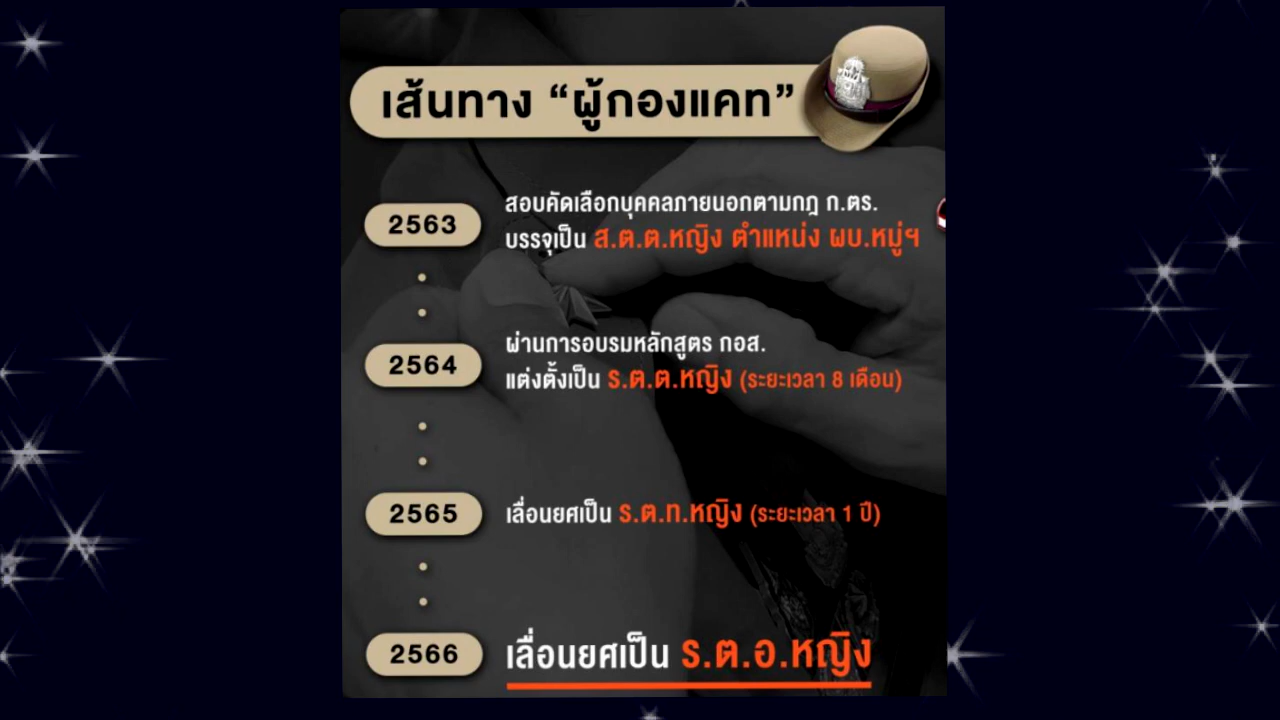 เส้นทาง “ผู้กองแคท”
2563
สอบคัดเลือกบุคคลภายนอกตามกฎ ก.ตร.
บรรจุเป็น ส.ต.ต.หญิง ตำแหน่ง ผบ.หมู่ฯ
2564
ผ่านการอบรมหลักสูตร กอส.
แต่งตั้งเป็น ร.ต.ต.หญิง (ระยะเวลา 8 เดือน)
2565
เลื่อนยศเป็น ร.ต.ท.หญิง (ระยะเวลา 1 ปี)
2566
เลื่อนยศเป็น ร.ต.อ.หญิง